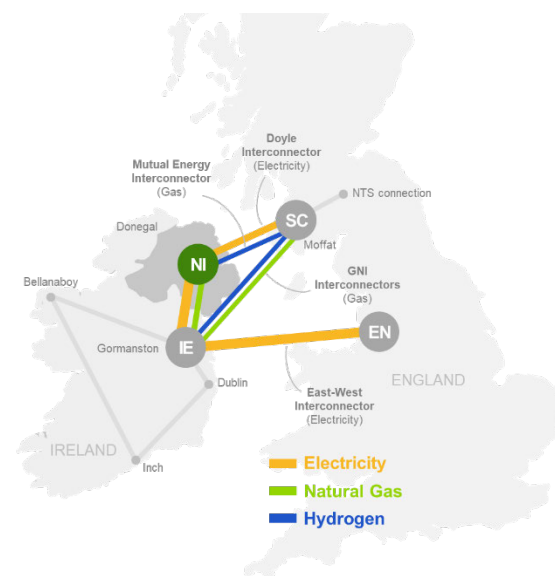 Doyle
Interconnector
(Electricity)
Mutual Energy
Interconnector
(Gas)
NTS connection
SC
Donegal
Moffat
NI
GNI
Interconnectors
(Gas)
Bellanaboy
EN
Gormanston
IE
Dublin
ENGLAND
East-West
Interconnector
(Electricity)
IRELAND
Inch
Electricity
Natural Gas
Hydrogen